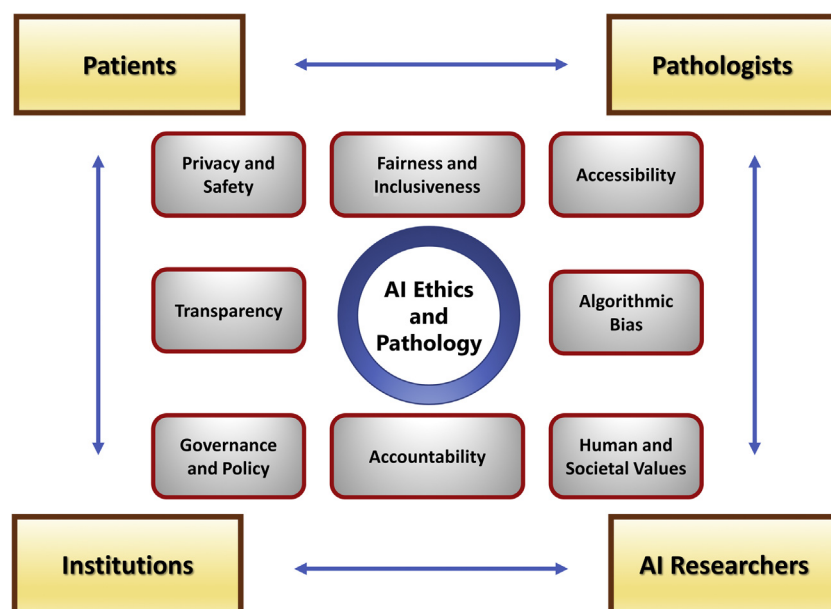 Patients
Pathologists
Privacy and
Safety
Fairness and
Inclusiveness
Accessibility
Transparency
AI Ethics
and
Pathology
Algorithmic
Bias
Governance
and Policy
Accountability
Human and
Societal Values
Institutions
AI Researchers